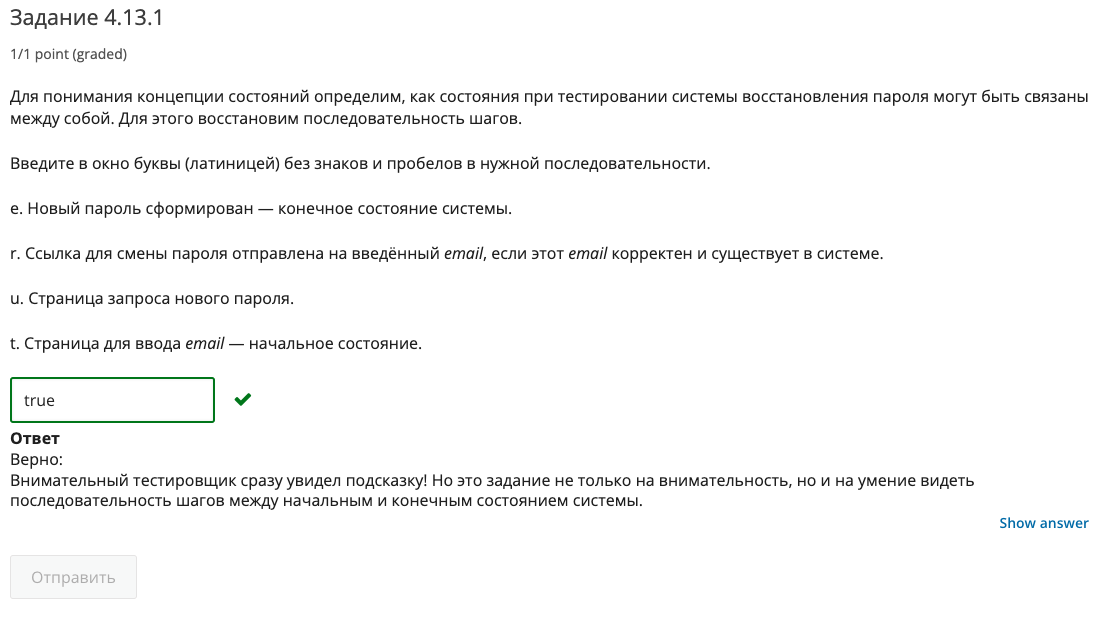 Задание 4.13.1
1/1 point (graded)
Для понимания концепции состояний определим, как состояния при тестировании системы восстановления пароля могут быть связаны
между собой. Для этого восстановим последовательность шагов.
Введите в окно буквы (латиницей) без знаков и пробелов в нужной последовательности.
e. Новый пароль сформирован — конечное состояние системы.
r. Ссылка для смены пароля отправлена на введённый email, если этот email корректен и существует в системе.
u. Страница запроса нового пароля.
t. Страница для ввода email — начальное состояние.
true
Ответ
Верно:
Внимательный тестировщик сразу увидел подсказку! Но это задание не только на внимательность, но и на умение видеть
последовательность шагов между начальным и конечным состоянием системы.
Show answer
Отправить